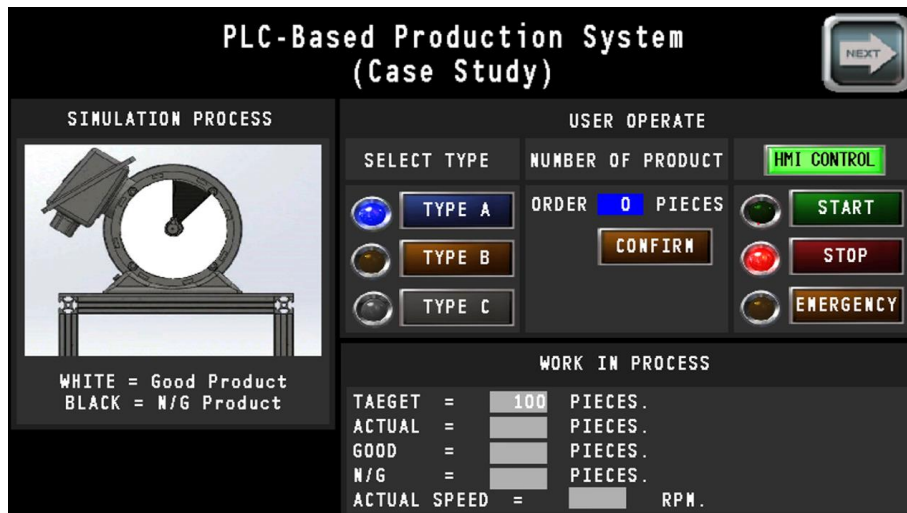 PLC-Based Production System
(Case Study)
NEXT
SIMULATION PROCESS
WHITE = Good Product
BLACK = N/G Product
USER OPERATE
SELECT TYPE
TYPE A
TYPE B
TYPE C
NUMBER OF PRODUCT
ORDER 0 PIECES
CONFIRM
HMI CONTROL
START
STOP
EMERGENCY
WORK IN PROCESS
TAEGET = 100 PIECES.
ACTUAL = PIECES.
GOOD = PIECES.
N/G = PIECES.
ACTUAL SPEED = RPM.